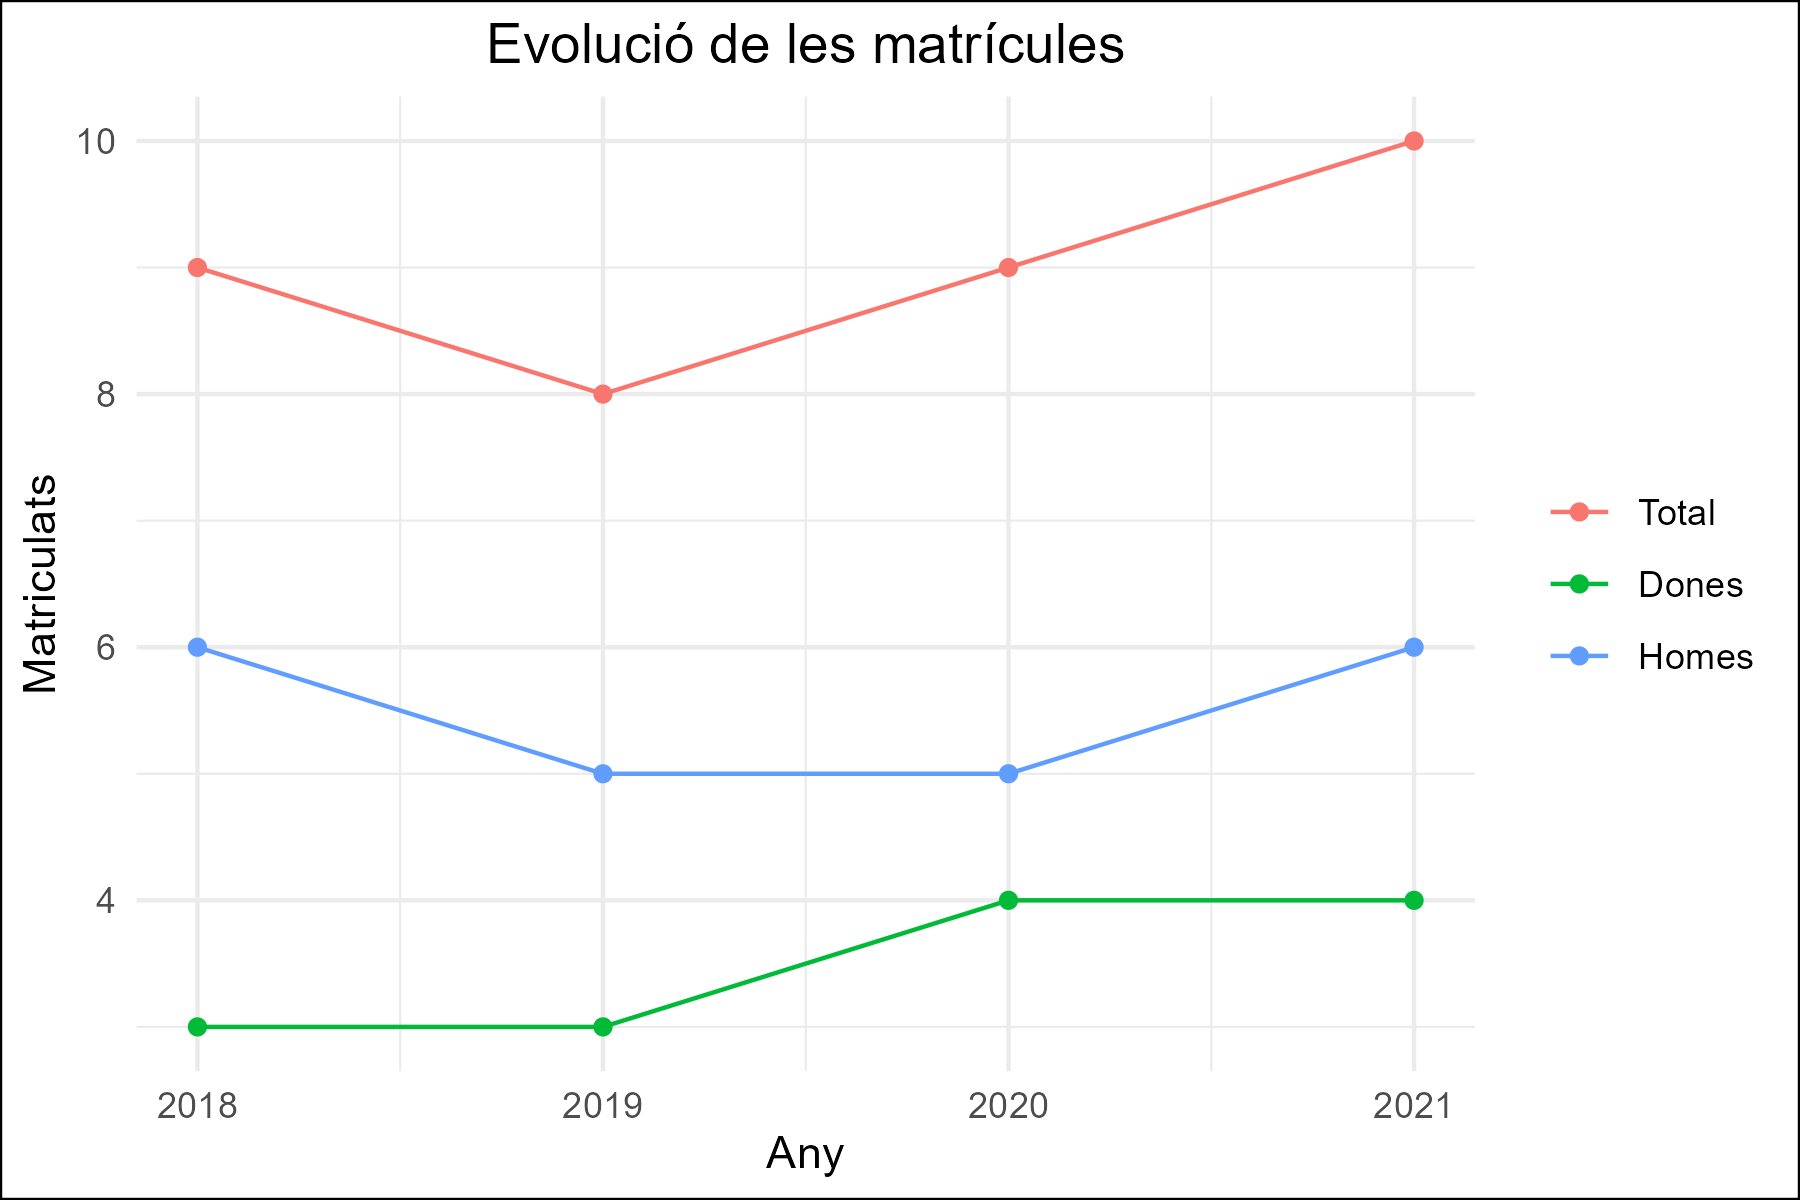 Evolució de les matrícules
10
8
6
4
Matriculats
2018 2019 2020 2021
Any
Total
Dones
Homes